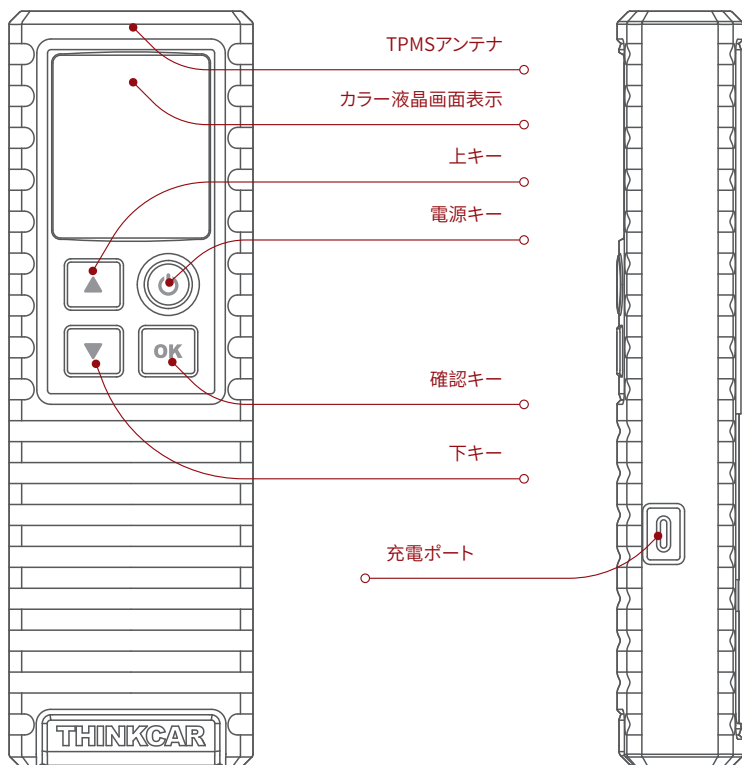 TPMSアンテナ
カラー液晶画面表示
上キー
電源キー
OK
確認キー
下キー
充電ポート
THINKCAR